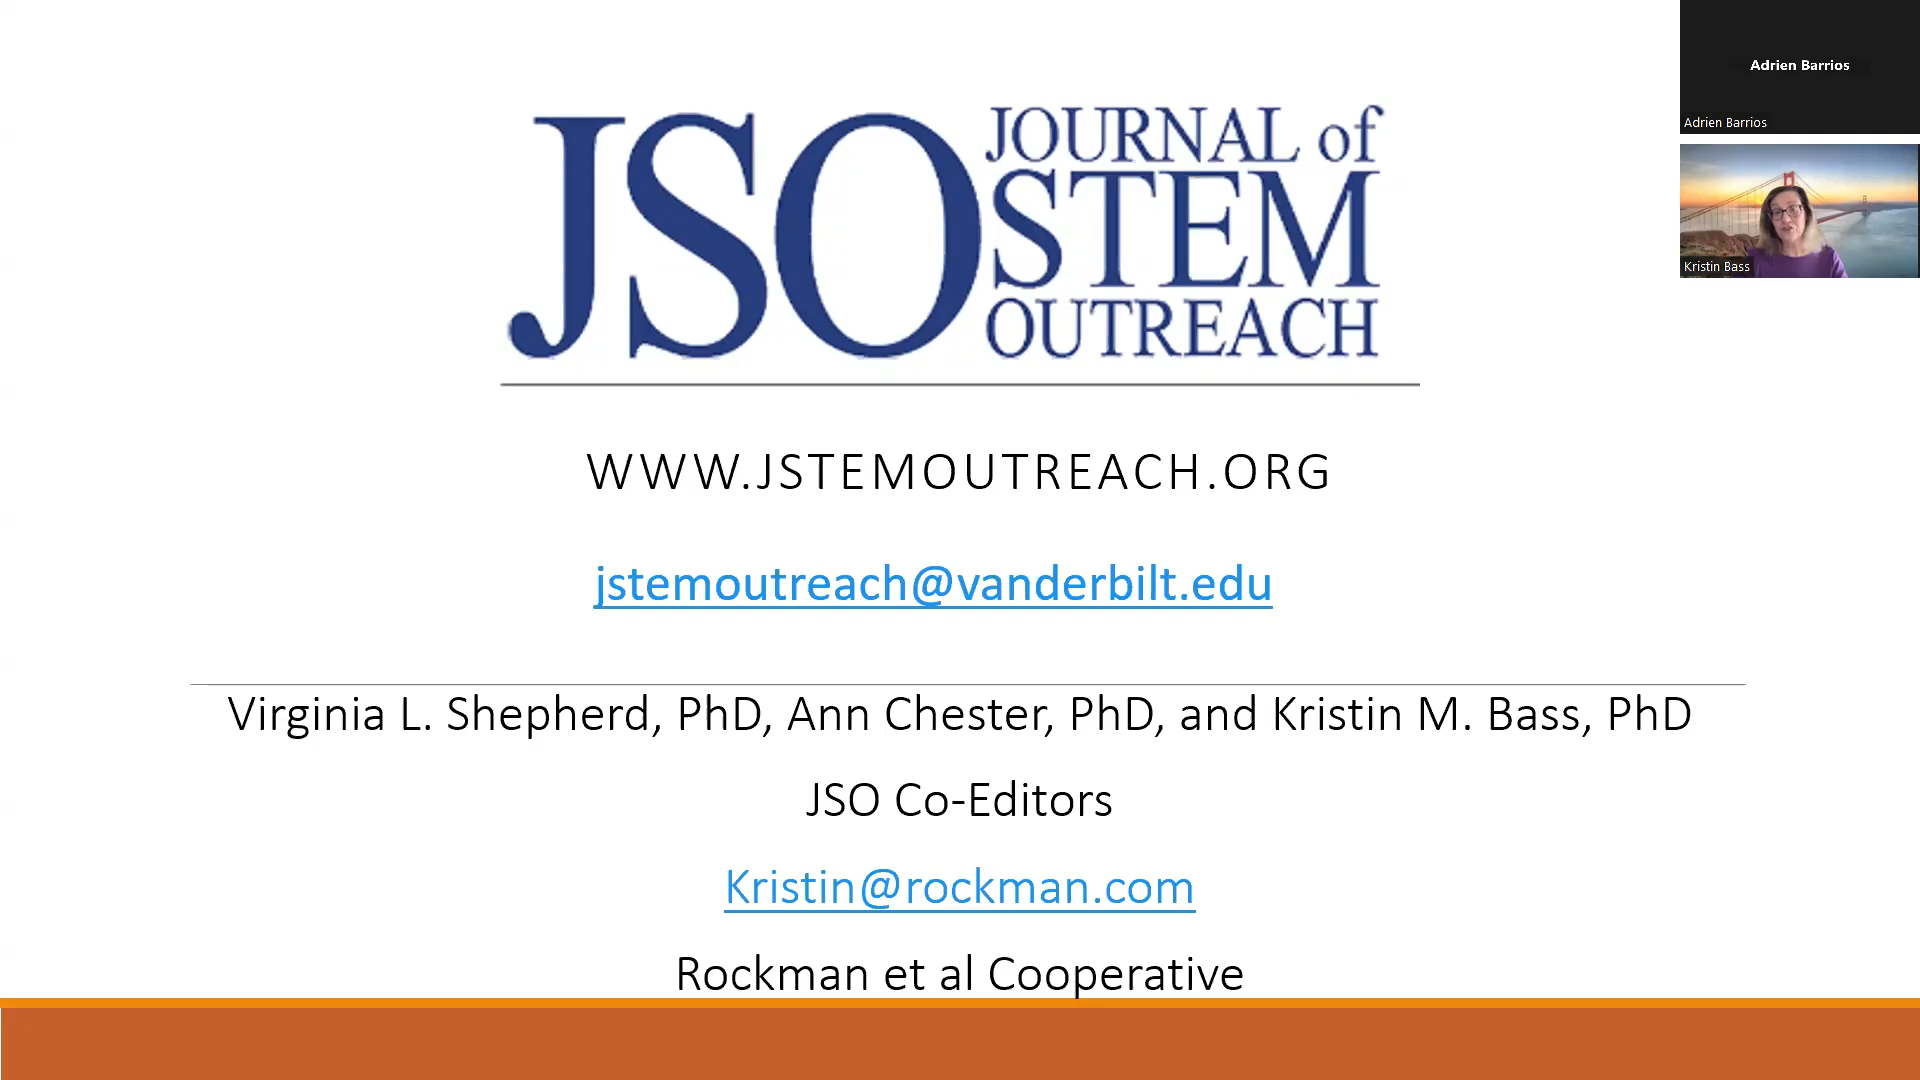 JSO
JOURNAL of
STEM
OUTREACH
WWW.JSTEMOUTREACH.ORG
jstemoutreach@vanderbilt.edu
Virginia L. Shepherd, PhD, Ann Chester, PhD, and Kristin M. Bass, PhD
JSO Co-Editors
Kristin@rockman.com
Rockman et al Cooperative
Adrien Barrios
Adrien Barrios
Kristin Bass